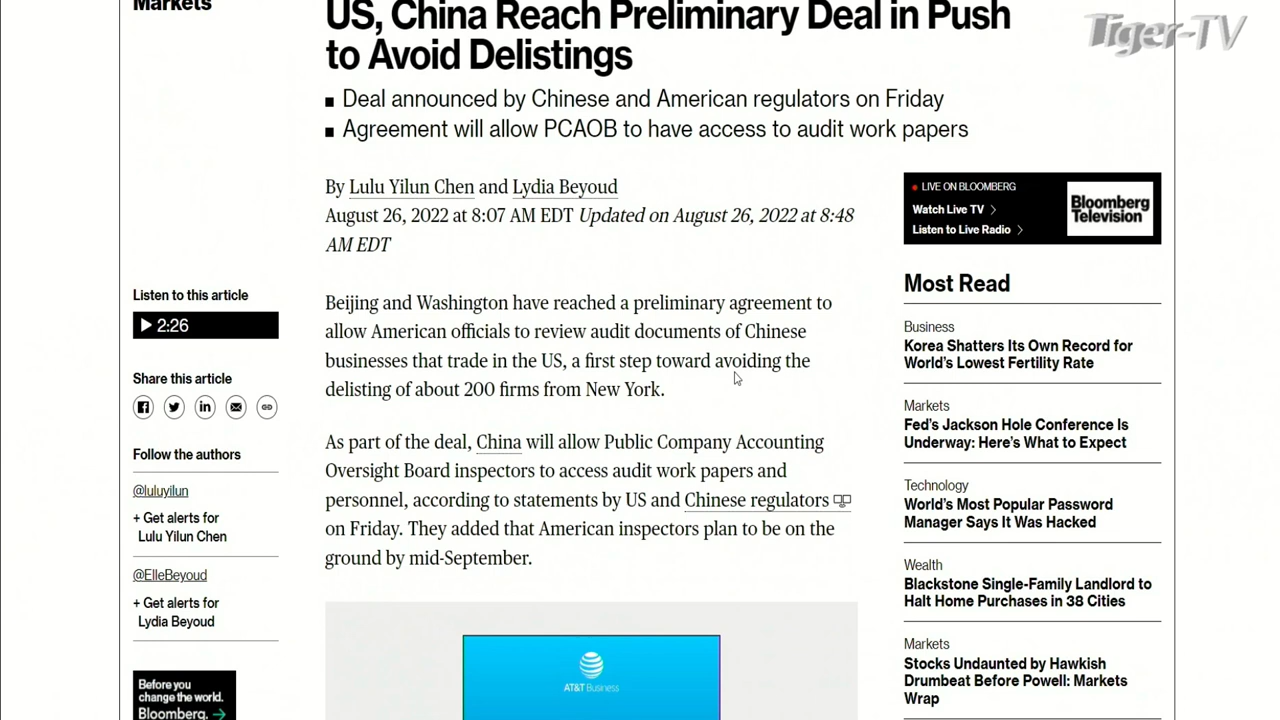 Markets
US, China Reach Preliminary Deal in Push
to Avoid Delistings
Tiger-TV
■ Deal announced by Chinese and American regulators on Friday
■ Agreement will allow PCAOB to have access to audit work papers
By Lulu Yilun Chen and Lydia Beyoud
August 26, 2022 at 8:07 AM EDT Updated on August 26, 2022 at 8:48
AM EDT
Listen to this article
2:26
Share this article
Follow the authors
@luluyilun
+ Get alerts for
Lulu Yilun Chen
@ElleBeyoud
+ Get alerts for
Lydia Beyoud
Before you
change the world.
Bloomberg. →
Beijing and Washington have reached a preliminary agreement to
allow American officials to review audit documents of Chinese
businesses that trade in the US, a first step toward avoiding the
delisting of about 200 firms from New York.
As part of the deal, China will allow Public Company Accounting
Oversight Board inspectors to access audit work papers and
personnel, according to statements by US and Chinese regulators
on Friday. They added that American inspectors plan to be on the
ground by mid-September.
AT&T Business
LIVE ON BLOOMBERG
Watch Live TV >
Listen to Live Radio >
Bloomberg
Television
Most Read
Business
Korea Shatters Its Own Record for
World's Lowest Fertility Rate
Markets
Fed's Jackson Hole Conference Is
Underway: Here's What to Expect
Technology
World's Most Popular Password
Manager Says It Was Hacked
Wealth
Blackstone Single-Family Landlord to
Halt Home Purchases in 38 Cities
Markets
Stocks Undaunted by Hawkish
Drumbeat Before Powell: Markets
Wrap